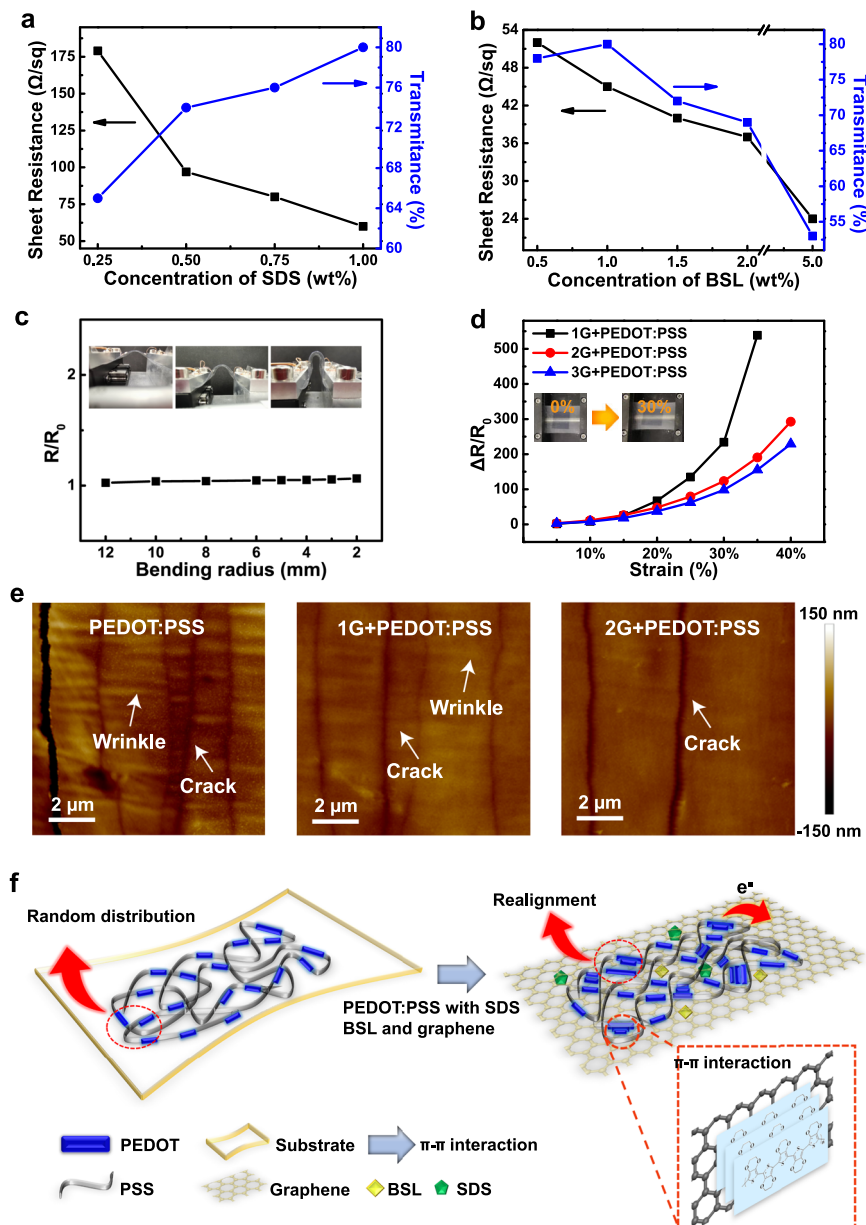 a
Sheet Resistance (Ω/sq)
175
150
125
100
75
50
0.25
0.50
0.75
1.00
Concentration of SDS (wt%)
80
76
72
68
64
60
Transmitance (%)
b
Sheet Resistance (Ω/sq)
54
48
42
36
30
24
0.5
1.0
1.5
2.0
5.0
Concentration of BSL (wt%)
80
75
70
65
60
55
Transmitance (%)
c
R/R0
2
1
12
10
8
6
4
2
Bending radius (mm)
d
ΔR/R0
500
400
300
200
100
0
1G+PEDOT:PSS
2G+PEDOT:PSS
3G+PEDOT:PSS
0%
30%
10%
20%
30%
40%
Strain (%)
e
PEDOT:PSS
Wrinkle
Crack
2 μm
1G+PEDOT:PSS
Wrinkle
Crack
2 μm
2G+PEDOT:PSS
Crack
2 μm
150 nm
-150 nm
f
Random distribution
PEDOT:PSS with SDS
BSL and graphene
Realignment
e-
π-π interaction
PEDOT
Substrate
π-π interaction
PSS
Graphene
BSL
SDS